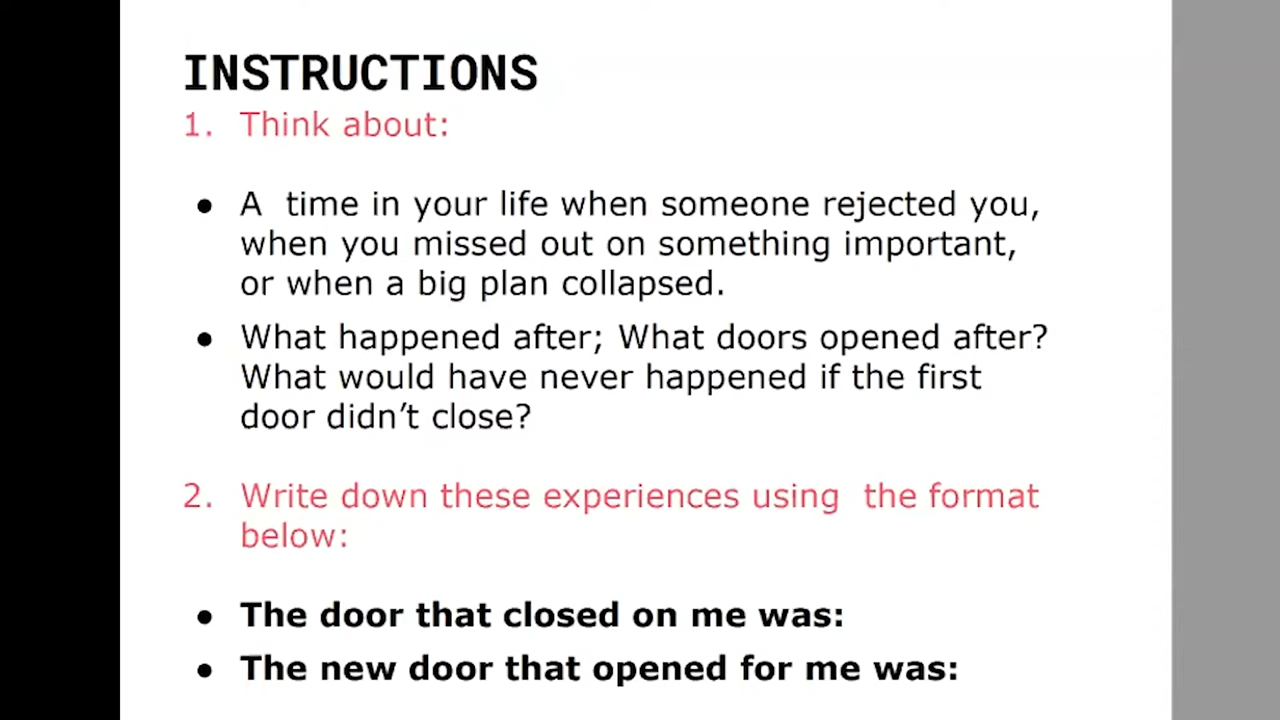 INSTRUCTIONS
1. Think about:
● A  time in your life when someone rejected you,
when you missed out on something important,
or when a big plan collapsed.
● What happened after; What doors opened after?
What would have never happened if the first
door didn’t close?
2. Write down these experiences using  the format
below:
● The door that closed on me was:
● The new door that opened for me was: